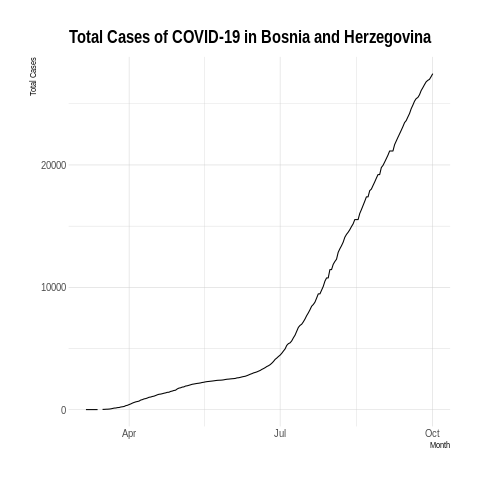 Total Cases of COVID-19 in Bosnia and Herzegovina
Total Cases
20000
10000
0
Apr
Jul
Oct
Month